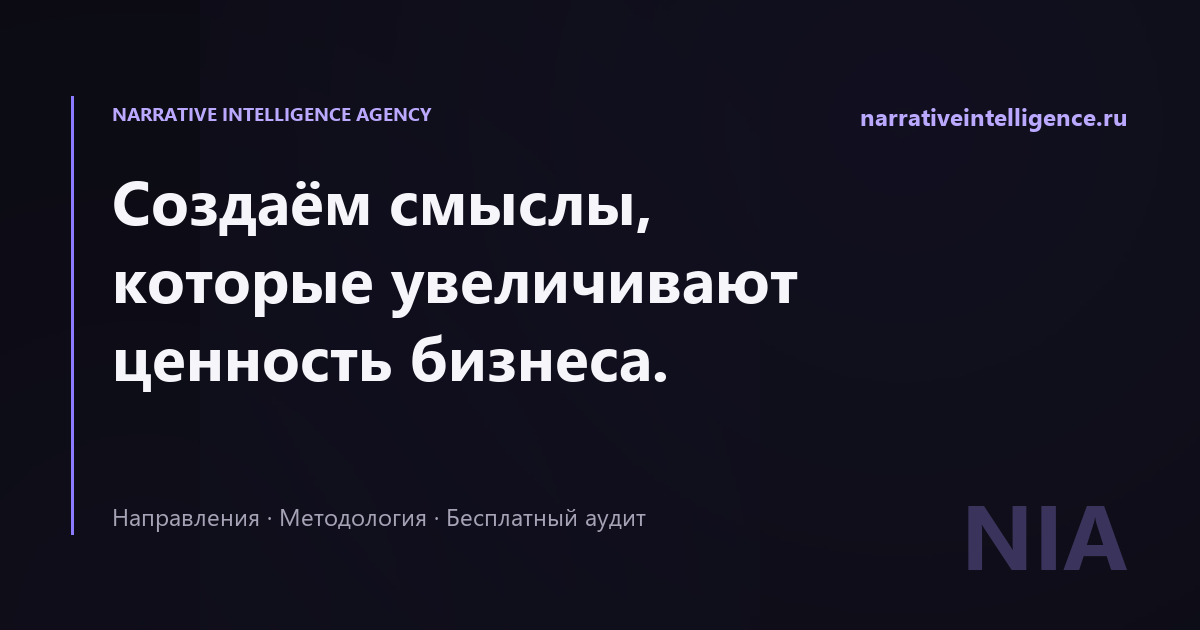 NARRATIVE INTELLIGENCE AGENCY
narrativeintelligence.ru
Создаём смыслы,
которые увеличивают
ценность бизнеса.
Направления · Методология · Бесплатный аудит
NIA